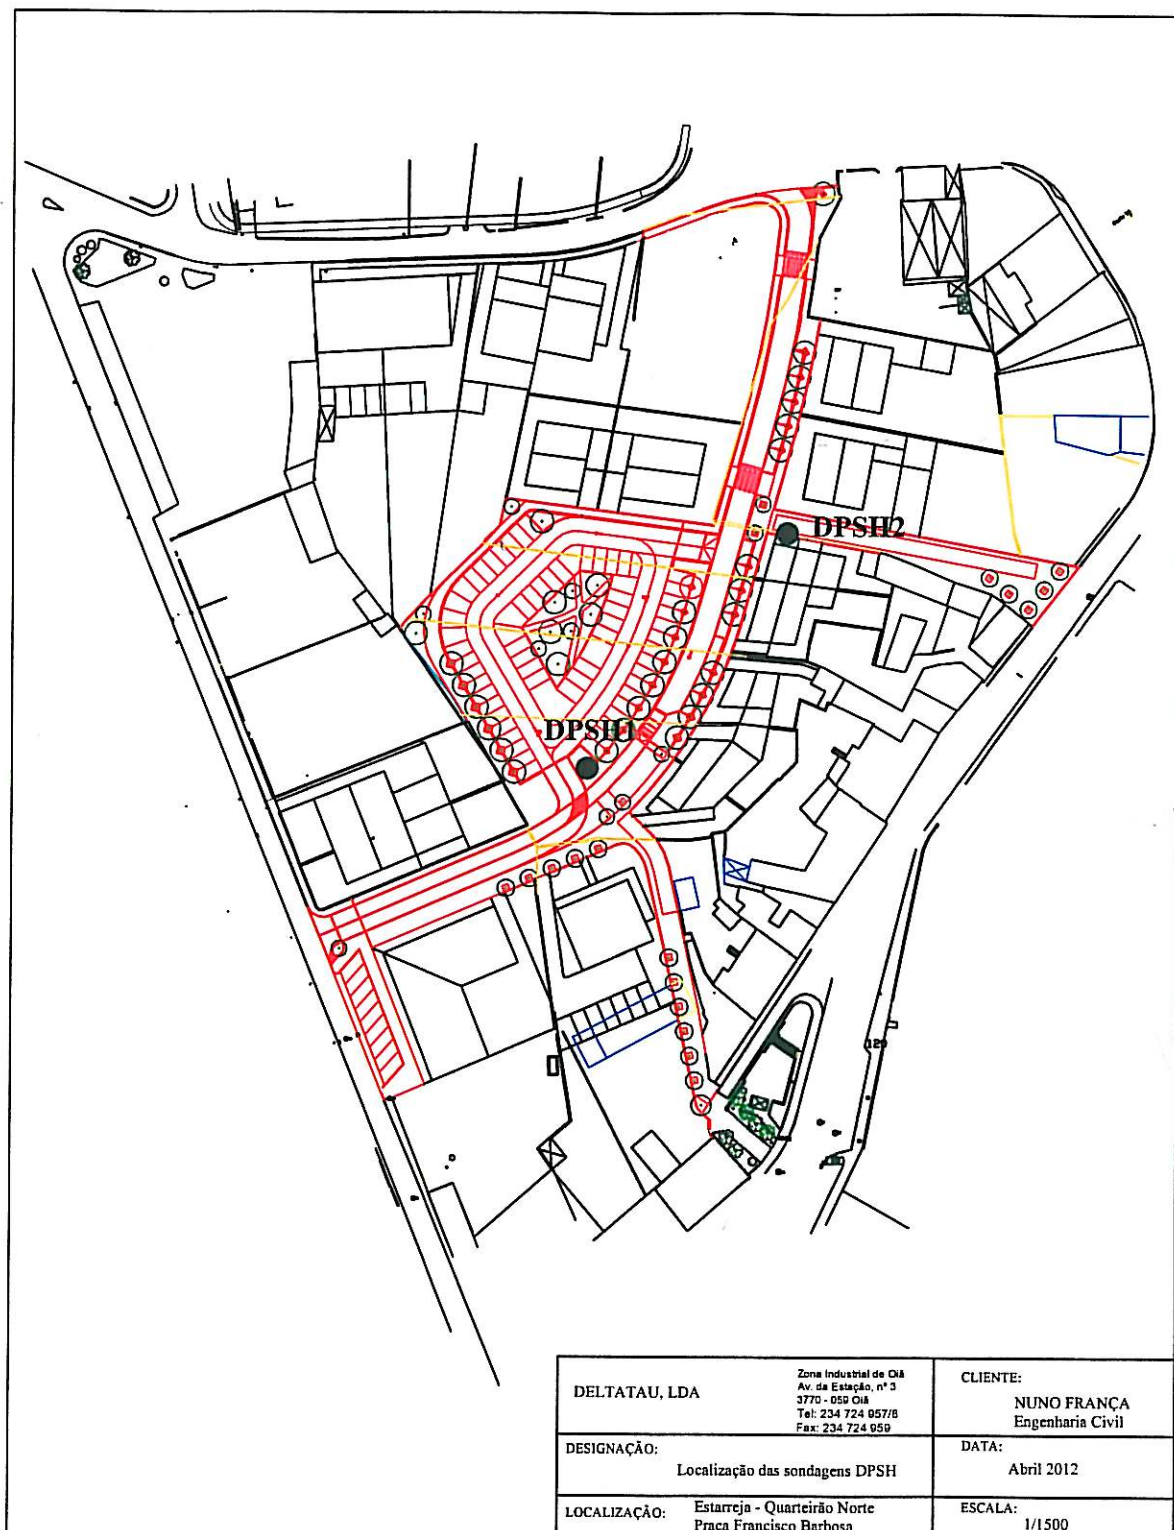 DPSH2
DPSH1
129
DELTATAU, LDA
Zona Industrial de Oiã
Av. da Estação, nº 3
3770 - 059 Oiã
Tel: 234 724 957/8
Fax: 234 724 959
CLIENTE:
NUNO FRANÇA
Engenharia Civil
DESIGNAÇÃO:
Localização das sondagens DPSH
DATA:
Abril 2012
LOCALIZAÇÃO:
Estarreja - Quarteirão Norte
Praça Francisco Barbosa
ESCALA:
1/1500